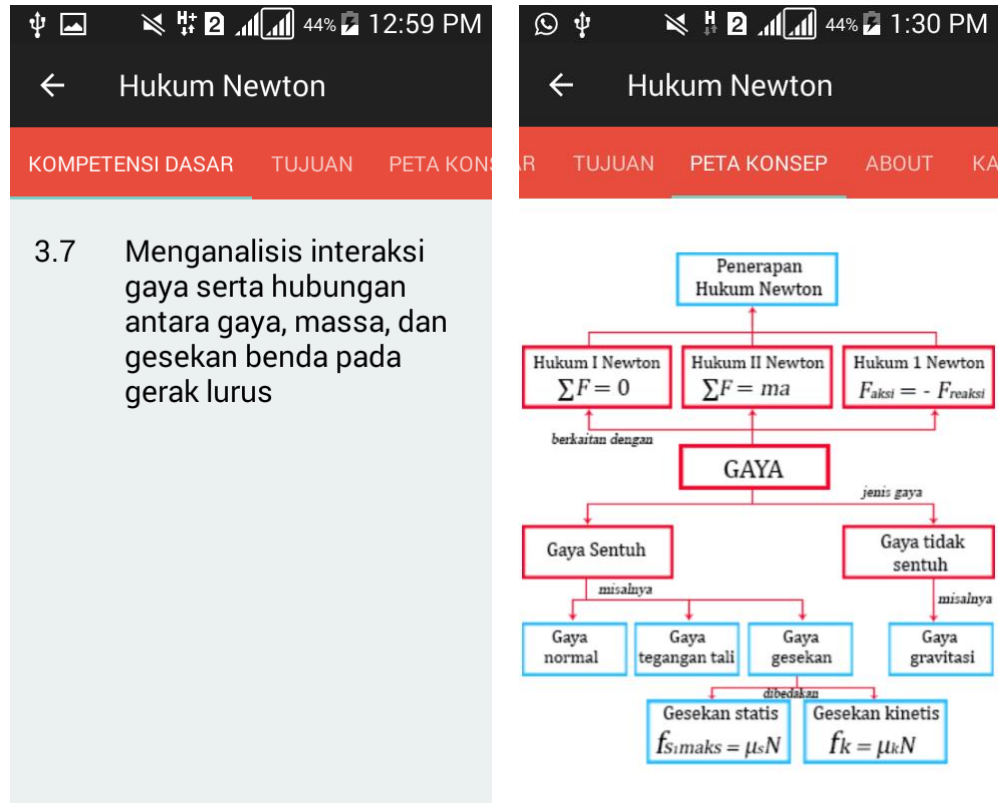 44% 12:59 PM
Hukum Newton
KOMPETENSI DASAR TUJUAN PETA KONS
3.7 Menganalisis interaksi
gaya serta hubungan
antara gaya, massa, dan
gesekan benda pada
gerak lurus
44% 1:30 PM
Hukum Newton
AR TUJUAN PETA KONSEP ABOUT KA
Penerapan
Hukum Newton
Hukum I Newton
∑F = 0
Hukum II Newton
∑F = ma
Hukum 1 Newton
Faksi = - Freaksi
berkaitan dengan
GAYA
jenis gaya
Gaya Sentuh
Gaya tidak
sentuh
misalnya
misalnya
Gaya
normal
Gaya
tegangan tali
Gaya
gesekan
Gaya
gravitasi
dibedakan
Gesekan statis
fs1maks = μsN
Gesekan kinetis
fk = μkN